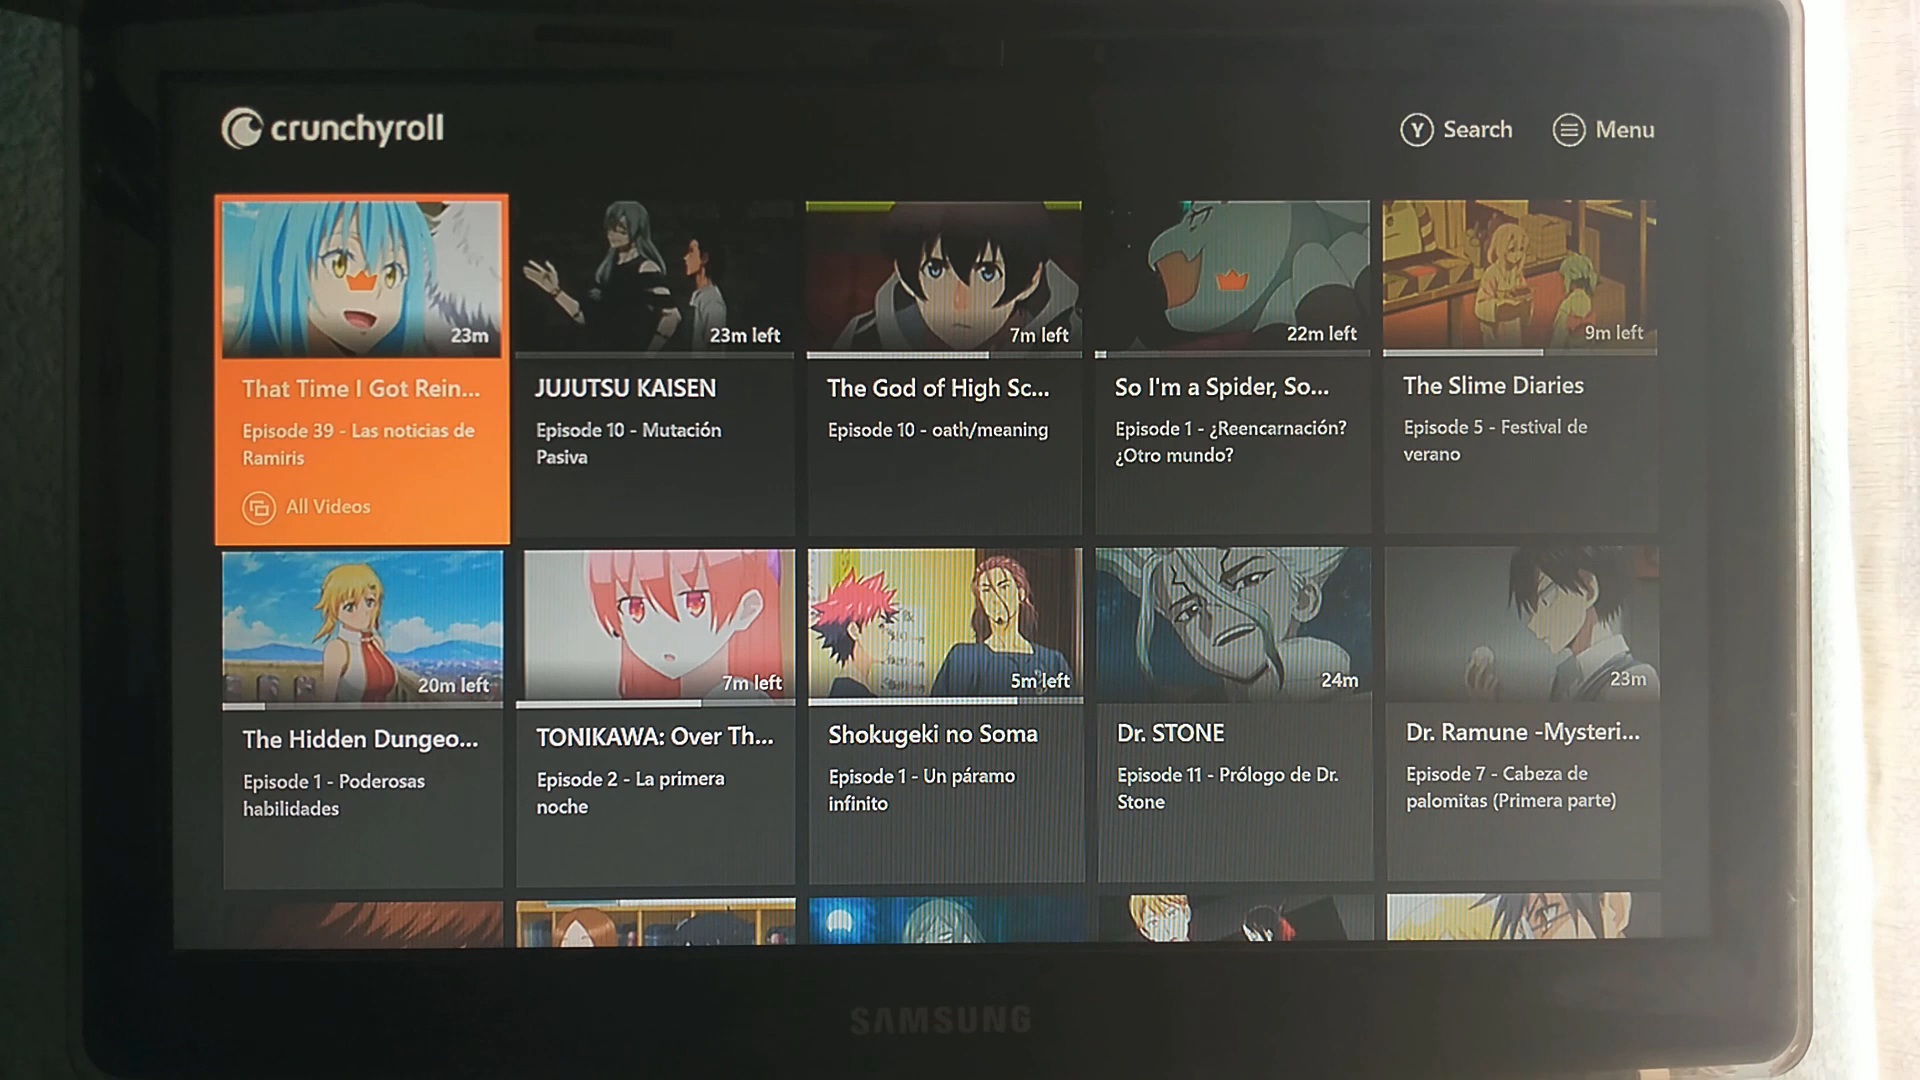 crunchyroll
Y Search
Menu
23m
23m left
7m left
22m left
9m left
That Time I Got Rein...
Episode 39 - Las noticias de
Ramiris
All Videos
JUJUTSU KAISEN
Episode 10 - Mutación
Pasiva
The God of High Sc...
Episode 10 - oath/meaning
So I'm a Spider, So...
Episode 1 - ¿Reencarnación?
¿Otro mundo?
The Slime Diaries
Episode 5 - Festival de
verano
20m left
7m left
5m left
24m
23m
The Hidden Dungeo...
Episode 1 - Poderosas
habilidades
TONIKAWA: Over Th...
Episode 2 - La primera
noche
Shokugeki no Soma
Episode 1 - Un páramo
infinito
Dr. STONE
Episode 11 - Prólogo de Dr.
Stone
Dr. Ramune -Mysteri...
Episode 7 - Cabeza de
palomitas (Primera parte)
SAMSUNG